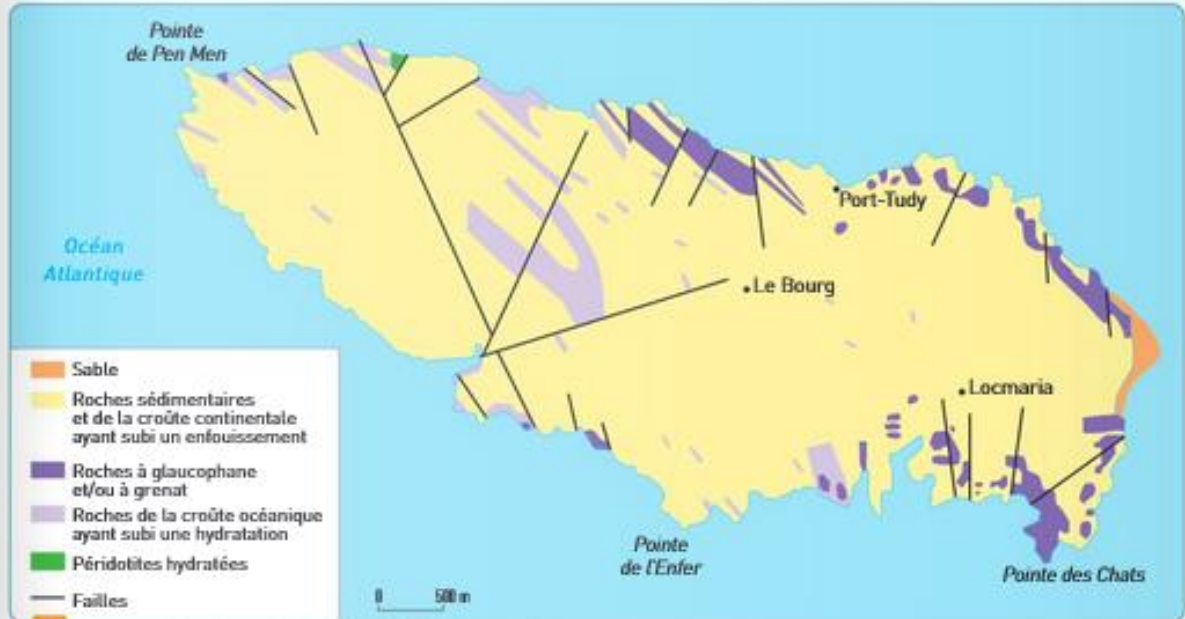 Pointe
de Pen Men
Océan
Atlantique
Port-Tudy
Le Bourg
Locmaria
Pointe
de l'Enfer
Pointe des Chats
Sable
Roches sédimentaires
et de la croûte continentale
ayant subi un enfouissement
Roches à glaucophane
et/ou à grenat
Roches de la croûte océanique
ayant subi une hydratation
Péridotites hydratées
Failles
0 500 m